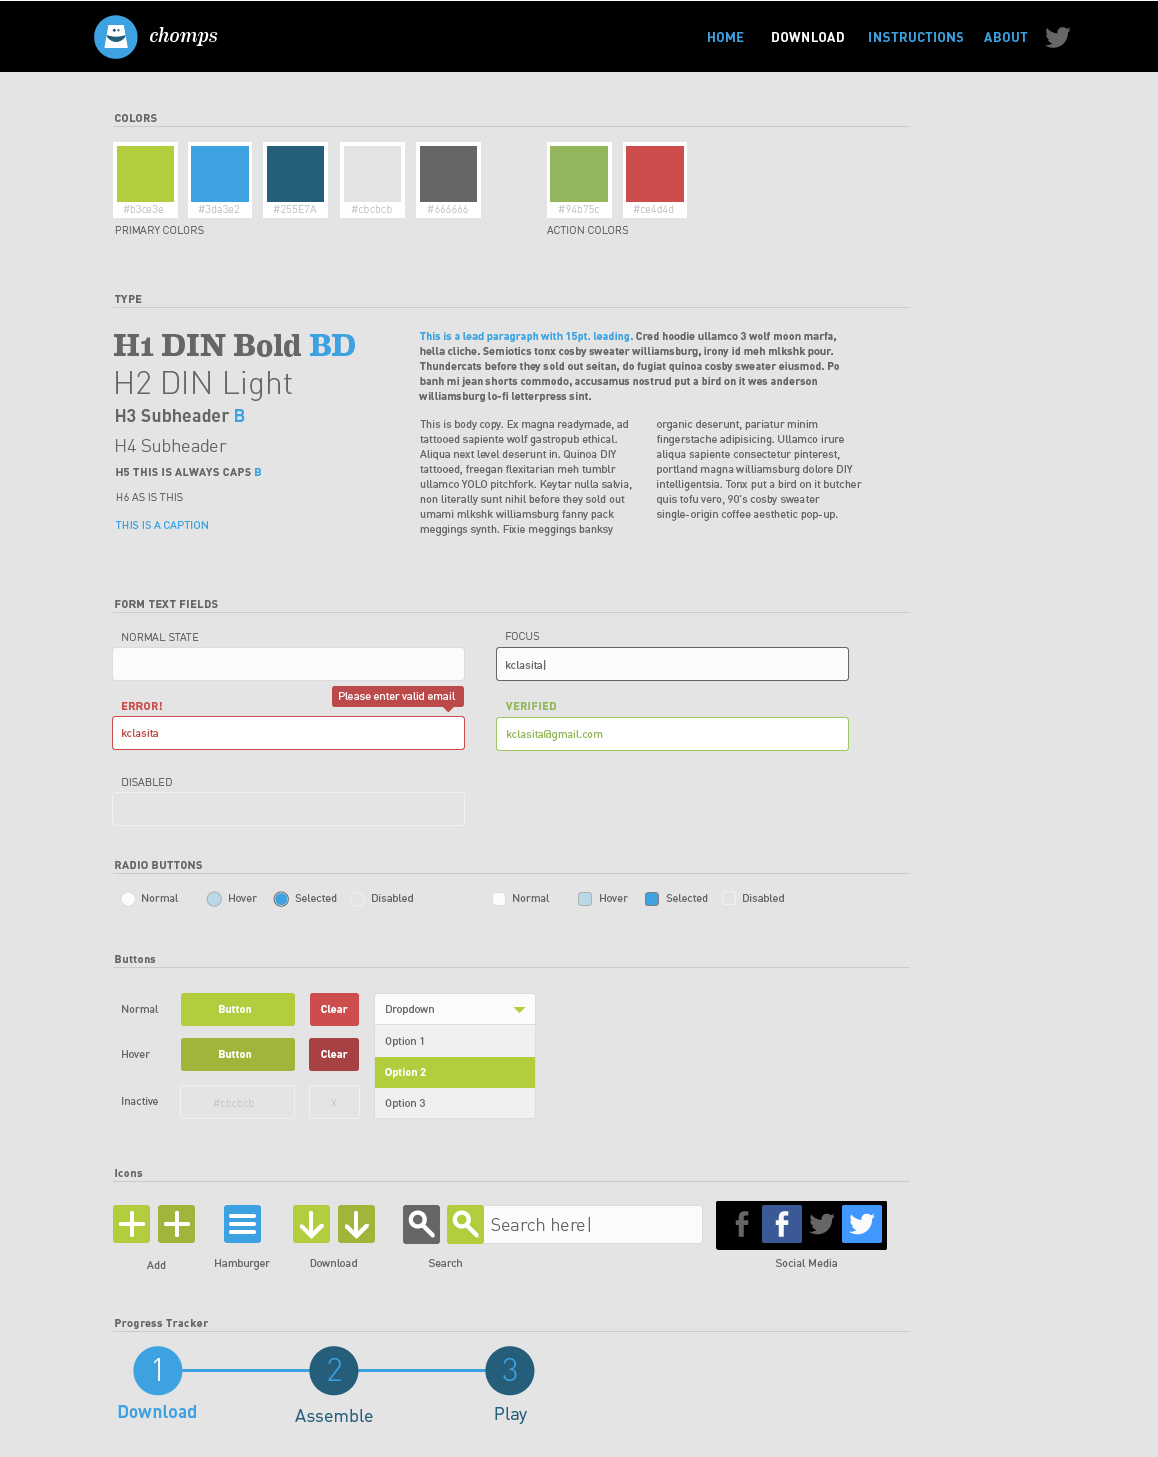 chomps
HOME DOWNLOAD INSTRUCTIONS ABOUT
COLORS
#b3ce3e #3da3e2 #255E7A #cbcbcb #666666 #94b75c #ce4d4d
PRIMARY COLORS ACTION COLORS
TYPE
H1 DIN Bold BD
H2 DIN Light
H3 Subheader B
H4 Subheader
H5 THIS IS ALWAYS CAPS B
H6 AS IS THIS
THIS IS A CAPTION
This is a lead paragraph with 15pt. leading. Cred hoodie ullamco 3 wolf moon marfa,
hella cliche. Semiotics tonx cosby sweater williamsburg, irony id meh mlkshk pour.
Thundercats before they sold out seitan, do fugiat quinoa cosby sweater eiusmod. Po
banh mi jean shorts commodo, accusamus nostrud put a bird on it wes anderson
williamsburg lo-fi letterpress sint.
This is body copy. Ex magna readymade, ad
tattooed sapiente wolf gastropub ethical.
Aliqua next level deserunt in. Quinoa DIY
tattooed, freegan flexitarian meh tumblr
ullamco YOLO pitchfork. Keytar nulla salvia,
non literally sunt nihil before they sold out
umami mlkshk williamsburg fanny pack
meggings synth. Fixie meggings banksy
organic deserunt, pariatur minim
fingerstache adipisicing. Ullamco irure
aliqua sapiente consectetur pinterest,
portland magna williamsburg dolore DIY
intelligentsia. Tonx put a bird on it butcher
quis tofu vero, 90's cosby sweater
single-origin coffee aesthetic pop-up.
FORM TEXT FIELDS
NORMAL STATE
FOCUS
kclasita|
Please enter valid email
ERROR!
kclasita
VERIFIED
kclasita@gmail.com
DISABLED
RADIO BUTTONS
Normal Hover Selected Disabled Normal Hover Selected Disabled
Buttons
Normal Button Clear
Hover Button Clear
Inactive #cbcbcb X
Dropdown
Option 1
Option 2
Option 3
Icons
Search here|
Add Hamburger Download Search Social Media
Progress Tracker
1 2 3
Download Assemble Play